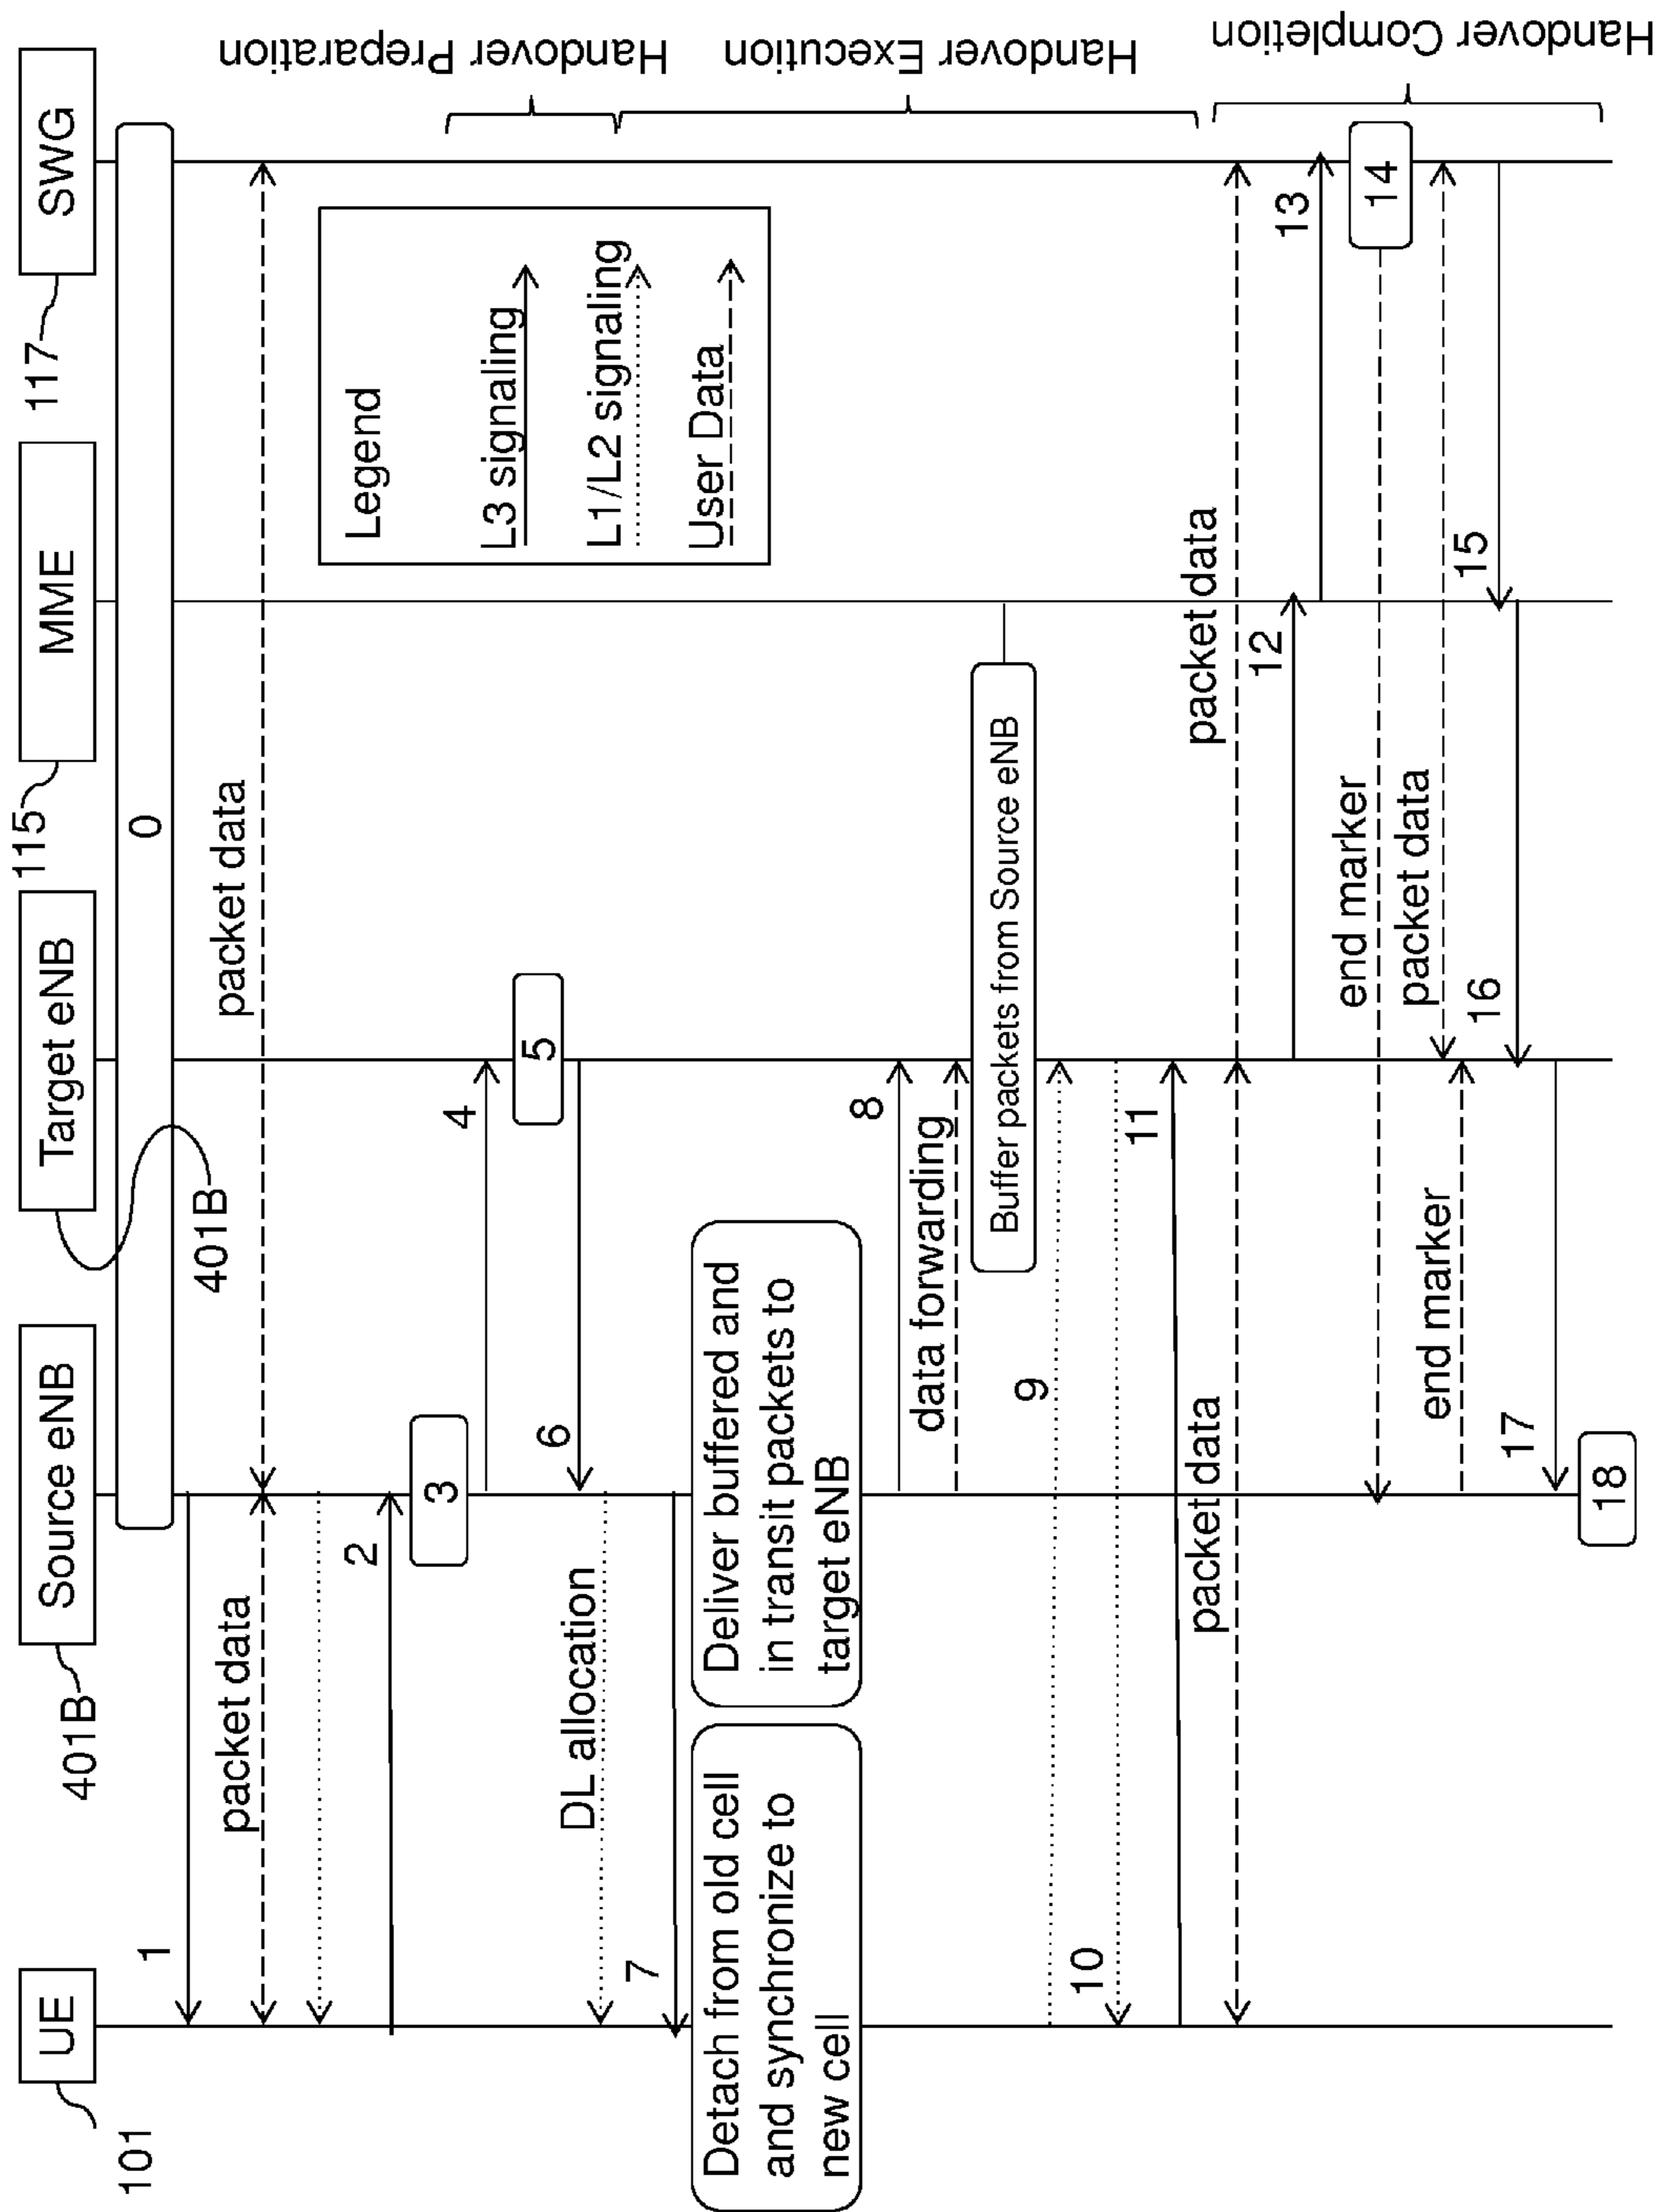 UE
Source eNB
Target eNB
MME
SWG
101
401B
401B
115
117
0
1
packet data
packet data
2
3
4
5
6
DL allocation
7
Legend
L3 signaling
L1/L2 signaling
User Data
Handover Preparation
Detach from old cell
and synchronize to
new cell
Deliver buffered and
in transit packets to
target eNB
8
data forwarding
Buffer packets from Source eNB
9
10
11
Handover Execution
packet data
packet data
12
13
14
end marker
packet data
end marker
15
16
17
18
Handover Completion